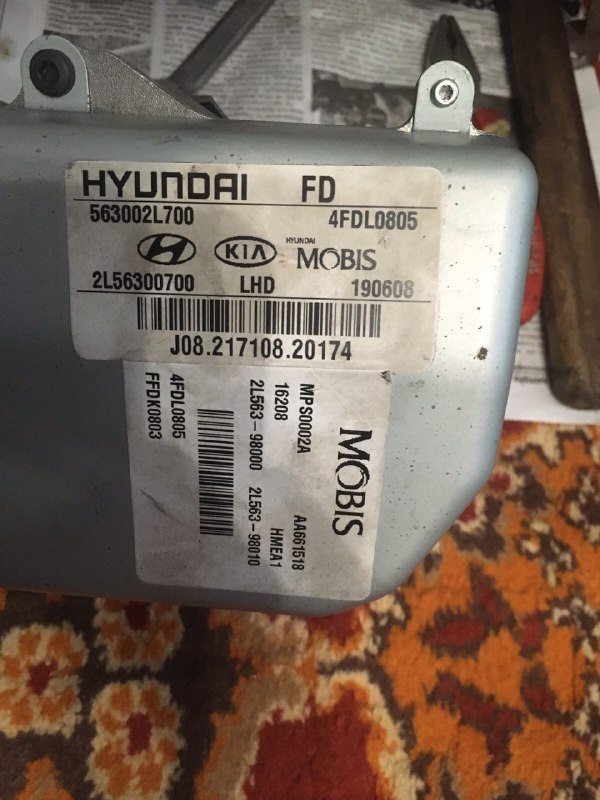 HYUNDAI FD
563002L700 4FDL0805
KIA HYUNDAI MOBIS
2L56300700 LHD 190608
J08.217108.20174
MOBIS
MPS0002A AA661518
16208 HMEA1
2L563-98000 2L563-98010
4FDL0805
FFDK0803